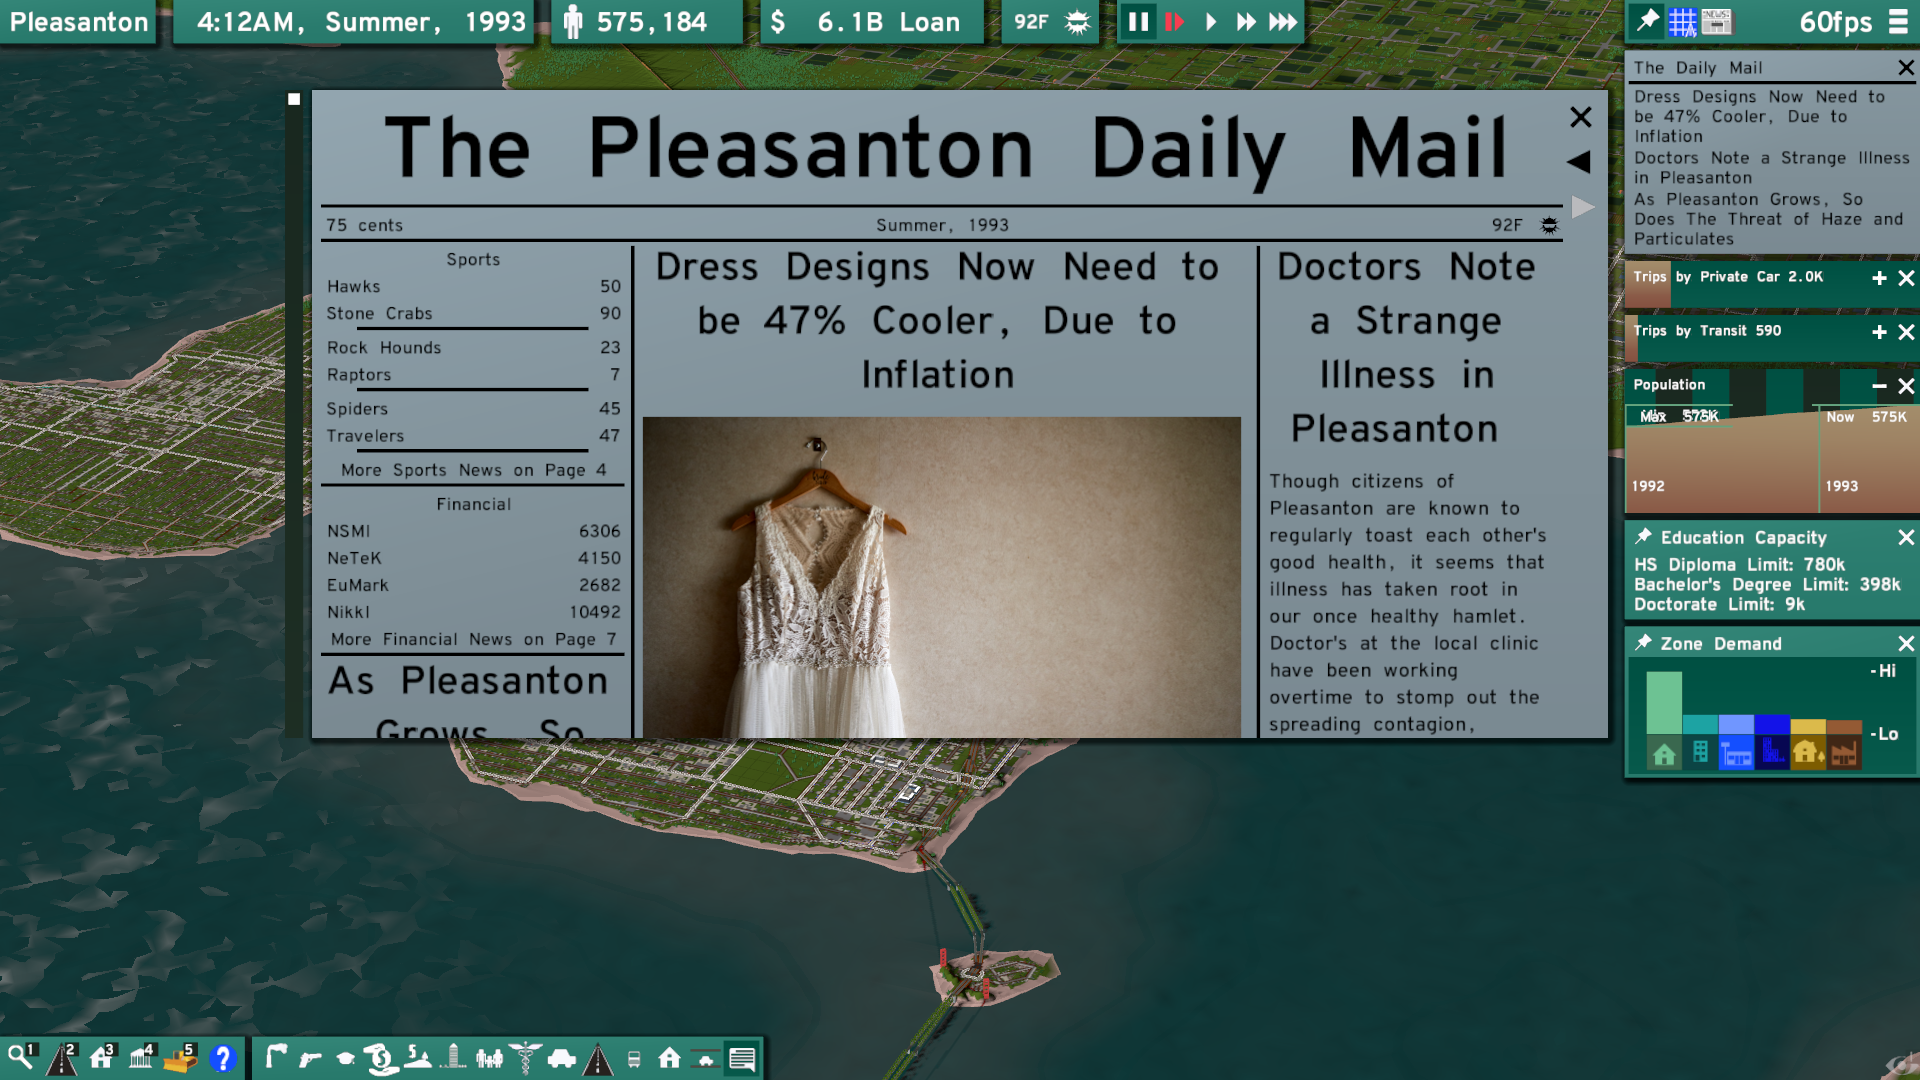 Pleasanton
4:12AM, Summer, 1993
575,184
$ 6.1B Loan
92F
60fps
The Pleasanton Daily Mail
75 cents
Summer, 1993
92F
Sports
Hawks 50
Stone Crabs 90
Rock Hounds 23
Raptors 7
Spiders 45
Travelers 47
More Sports News on Page 4
Financial
NSMI 6306
NeTeK 4150
EuMark 2682
NikkI 10492
More Financial News on Page 7
As Pleasanton
Grows, So
Dress Designs Now Need to
be 47% Cooler, Due to
Inflation
Doctors Note
a Strange
Illness in
Pleasanton
Though citizens of
Pleasanton are known to
regularly toast each other's
good health, it seems that
illness has taken root in
our once healthy hamlet.
Doctor's at the local clinic
have been working
overtime to stomp out the
spreading contagion,
The Daily Mail
Dress Designs Now Need to
be 47% Cooler, Due to
Inflation
Doctors Note a Strange Illness
in Pleasanton
As Pleasanton Grows, So
Does The Threat of Haze and
Particulates
Trips by Private Car 2.0K
Trips by Transit 590
Population
Max
Now 575K
1992
1993
Education Capacity
HS Diploma Limit: 780k
Bachelor's Degree Limit: 398k
Doctorate Limit: 9k
Zone Demand
-Hi
-Lo
1
2
3
4
5
?